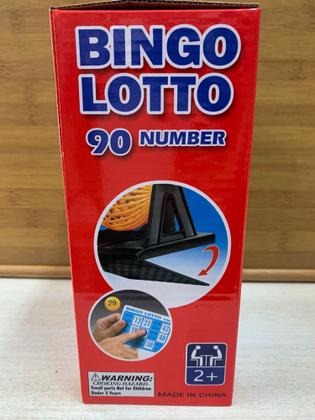 BINGO
LOTTO
90 NUMBER
29
BINGO LOTTO
WARNING:
CHOKING HAZARD-
Small parts Not for Children
Under 3 Years
2+
MADE IN CHINA